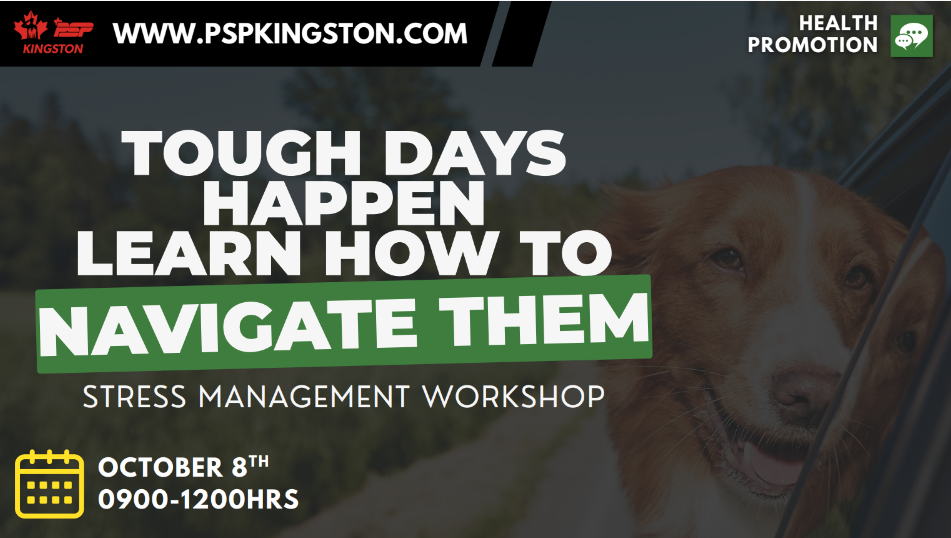 KINGSTON
PSP
WWW.PSPKINGSTON.COM
HEALTH
PROMOTION
TOUGH DAYS
HAPPEN
LEARN HOW TO
NAVIGATE THEM
STRESS MANAGEMENT WORKSHOP
OCTOBER 8TH
0900-1200HRS